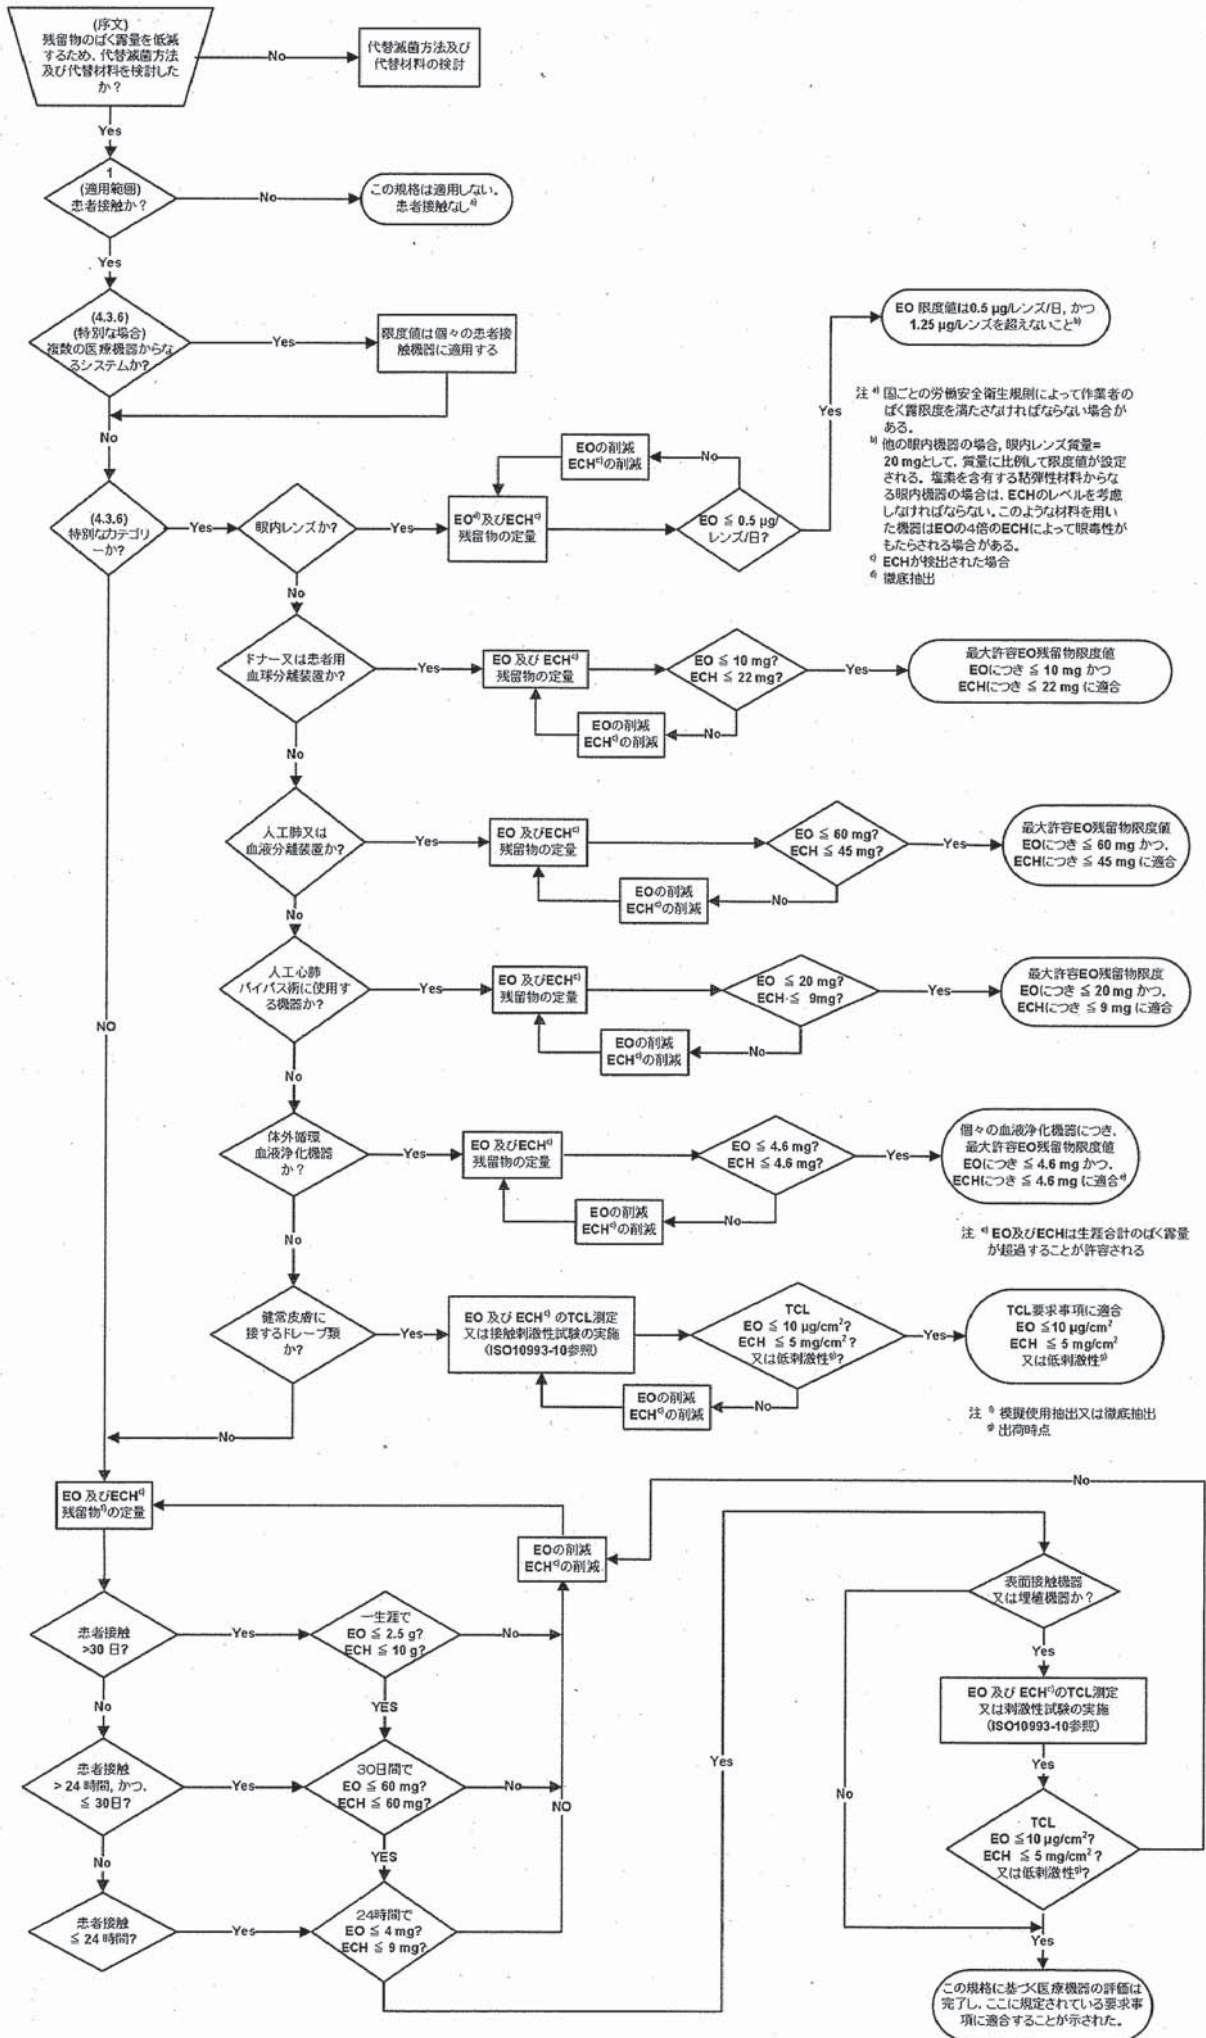 (序文)
残留物のばく露量を低減
するため、代替滅菌方法
及び代替材料を検討した
か?
No
代替滅菌方法及び
代替材料の検討
Yes
1
(適用範囲)
患者接触か?
No
この規格は適用しない。
患者接触なしa)
Yes
(4.3.6)
(特別な場合)
複数の医療機器からな
るシステムか?
Yes
限度値は個々の患者接
触機器に適用する
No
EO 限度値は0.5 μg/レンズ/日, かつ
1.25 μg/レンズを超えないことb)
注 a) 国ごとの労働安全衛生規則によって作業者の
ばく露限度を満たさなければならない場合が
ある。
b) 他の眼内機器の場合, 眼内レンズ質量=
20 mgとして, 質量に比例して限度値が設定
される。塩素を含有する粘弾性材料からな
る眼内機器の場合は、ECHのレベルを考慮
しなければならない。このような材料を用い
た機器はEOの4倍のECHによって眼毒性が
もたらされる場合がある。
c) ECHが検出された場合
d) 徹底抽出
(4.3.6)
特別なカテゴリ
ーか?
Yes
眼内レンズか?
Yes
EOd)及びECHc)
残留物の定量
EO ≦ 0.5 μg/
レンズ/日?
Yes
No
EOの削減
ECHc)の削減
No
ドナー又は患者用
血球分離装置か?
Yes
EO 及び ECHc)
残留物の定量
EO ≦ 10 mg?
ECH ≦ 22 mg?
Yes
最大許容EO残留物限度値
EOにつき ≦ 10 mg かつ
ECHにつき ≦ 22 mg に適合
No
EOの削減
ECHc)の削減
No
人工肺又は
血液分離装置か?
Yes
EO 及びECHc)
残留物の定量
EO ≦ 60 mg?
ECH ≦ 45 mg?
Yes
最大許容EO残留物限度値
EOにつき ≦ 60 mg かつ,
ECHにつき ≦ 45 mg に適合
No
EOの削減
ECHc)の削減
No
人工心肺
バイパス術に使用す
る機器か?
Yes
EO 及びECHc)
残留物の定量
EO ≦ 20 mg?
ECH ≦ 9mg?
Yes
最大許容EO残留物限度
EOにつき ≦ 20 mg かつ,
ECHにつき ≦ 9 mg に適合
No
EOの削減
ECHc)の削減
NO
No
体外循環
血液浄化機器
か?
Yes
EO 及びECHc)
残留物の定量
EO ≦ 4.6 mg?
ECH ≦ 4.6 mg?
Yes
個々の血液浄化機器につき,
最大許容EO残留物限度値
EOにつき ≦ 4.6 mg かつ,
ECHにつき ≦ 4.6 mg に適合e)
No
EOの削減
ECHc)の削減
注 e) EO及びECHは生涯合計のばく露量
が超過することが許容される
No
健常皮膚に
接するドレープ類
か?
Yes
EO 及び ECHc) のTCL測定
又は接触刺激性試験の実施
(ISO10993-10参照)
TCL
EO ≦ 10 μg/cm²?
ECH ≦ 5 mg/cm²?
又は低刺激性g)?
Yes
TCL要求事項に適合
EO ≦10 μg/cm²
ECH ≦ 5 mg/cm²
又は低刺激性g)
No
EOの削減
ECHc)の削減
注 f) 模擬使用抽出又は徹底抽出
g) 出荷時点
No
EO 及びECHc)
残留物f)の定量
EOの削減
ECHc)の削減
No
患者接触
>30 日?
Yes
一生涯で
EO ≦ 2.5 g?
ECH ≦ 10 g?
No
No
YES
患者接触
> 24 時間, かつ,
≦ 30日?
Yes
30日間で
EO ≦ 60 mg?
ECH ≦ 60 mg?
No
NO
No
YES
患者接触
≦ 24 時間?
Yes
24時間で
EO ≦ 4 mg?
ECH ≦ 9 mg?
Yes
表面接触機器
又は埋植機器か?
Yes
EO 及び ECHc)のTCL測定
又は刺激性試験の実施
(ISO10993-10参照)
Yes
No
TCL
EO ≦10 μg/cm²?
ECH ≦ 5 mg/cm²?
又は低刺激性g)?
Yes
この規格に基づく医療機器の評価は
完了し, ここに規定されている要求事
項に適合することが示された。